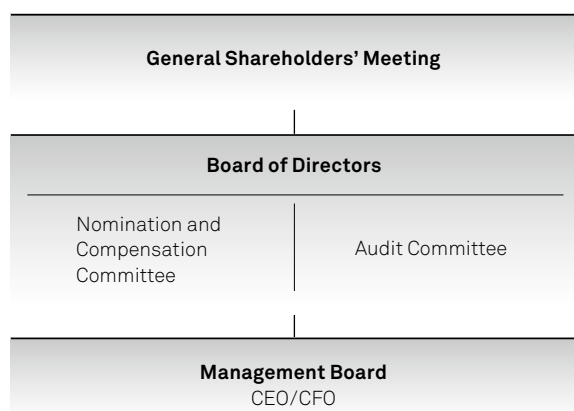 General Shareholders’ Meeting
Board of Directors
Nomination and
Compensation
Committee
Audit Committee
Management Board
CEO/CFO